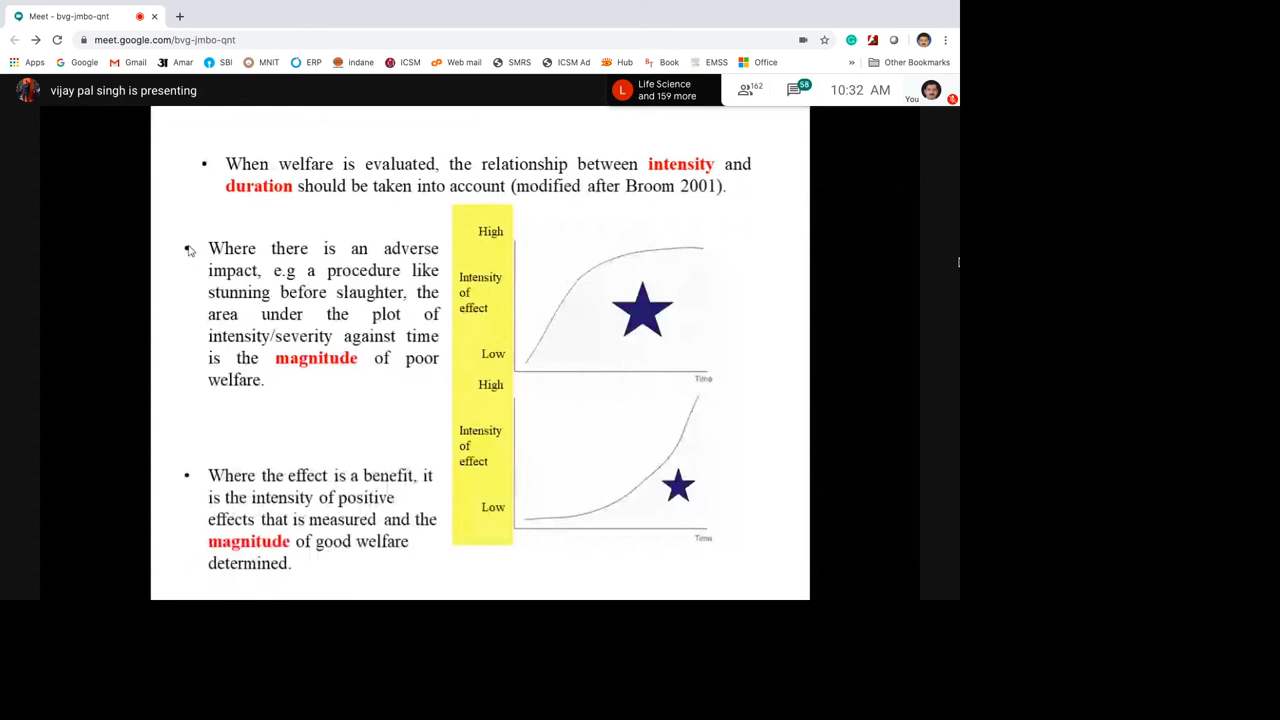 Meet - bvg-jmbo-qnt
meet.google.com/bvg-jmbo-qnt
Apps Google Gmail Amar SBI MNIT ERP indane ICSM Web mail SMRS ICSM Ad Hub Book EMSS Office » Other Bookmarks
vijay pal singh is presenting
L
Life Science
and 159 more
162
58
10:32 AM
You
• When welfare is evaluated, the relationship between intensity and
duration should be taken into account (modified after Broom 2001).
• Where there is an adverse
impact, e.g a procedure like
stunning before slaughter, the
area under the plot of
intensity/severity against time
is the magnitude of poor
welfare.
High
Intensity
of
effect
Low
Time
High
Intensity
of
effect
Low
Time
• Where the effect is a benefit, it
is the intensity of positive
effects that is measured and the
magnitude of good welfare
determined.